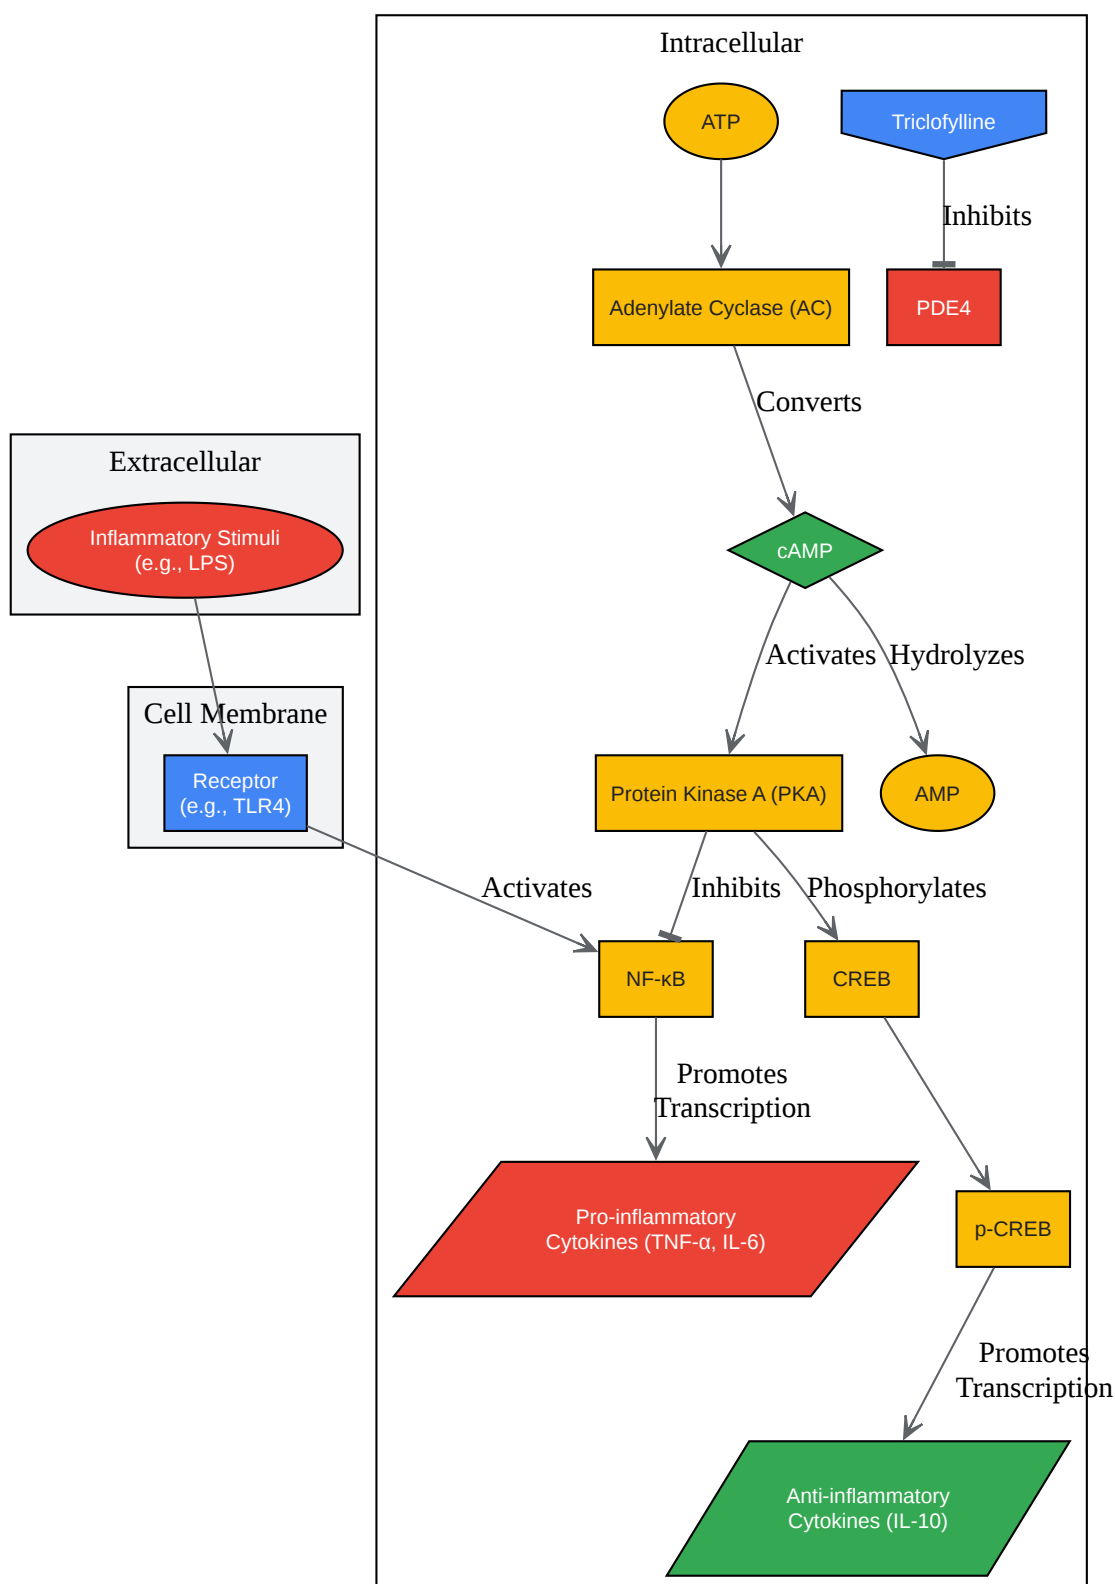 Intracellular
ATP
Triclofylline
Inhibits
Adenylate Cyclase (AC)
PDE4
Converts
Extracellular
Inflammatory Stimuli
(e.g., LPS)
cAMP
Activates
Hydrolyzes
Cell Membrane
Receptor
(e.g., TLR4)
Protein Kinase A (PKA)
AMP
Activates
Inhibits
Phosphorylates
NF-κB
CREB
Promotes
Transcription
Pro-inflammatory
Cytokines (TNF-α, IL-6)
p-CREB
Promotes
Transcription
Anti-inflammatory
Cytokines (IL-10)